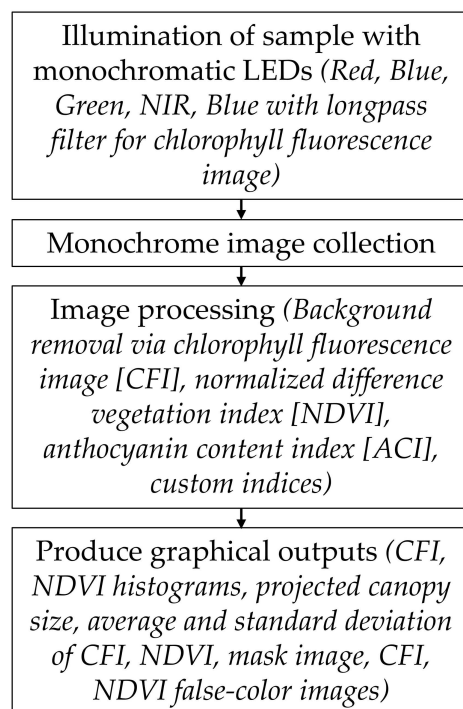 Illumination of sample with
monochromatic LEDs (Red, Blue,
Green, NIR, Blue with longpass
filter for chlorophyll fluorescence
image)
Monochrome image collection
Image processing (Background
removal via chlorophyll fluorescence
image [CFI], normalized difference
vegetation index [NDVI],
anthocyanin content index [ACI],
custom indices)
Produce graphical outputs (CFI,
NDVI histograms, projected canopy
size, average and standard deviation
of CFI, NDVI, mask image, CFI,
NDVI false-color images)